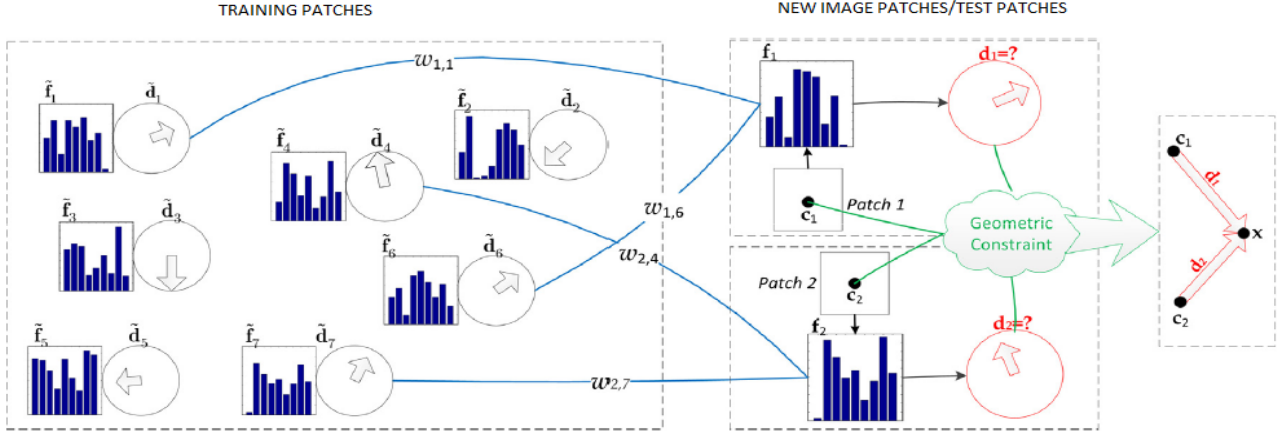 TRAINING PATCHES
NEW IMAGE PATCHES/TEST PATCHES
f̃₁
d̃₁
f̃₂
d̃₂
f̃₃
d̃₃
f̃₄
d̃₄
f̃₅
d̃₅
f̃₆
d̃₆
f̃₇
d̃₇
w₁,₁
w₁,₆
w₂,₄
w₂,₇
f₁
d₁=?
c₁
Patch 1
Patch 2
c₂
f₂
d₂=?
Geometric
Constraint
c₁
d₁
x
d₂
c₂